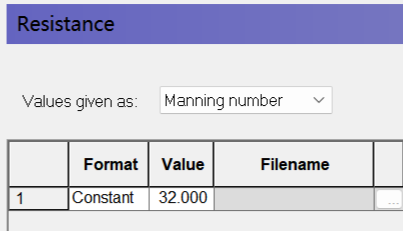 Resistance
Values given as: Manning number
Format Value Filename
1 Constant 32.000 ...